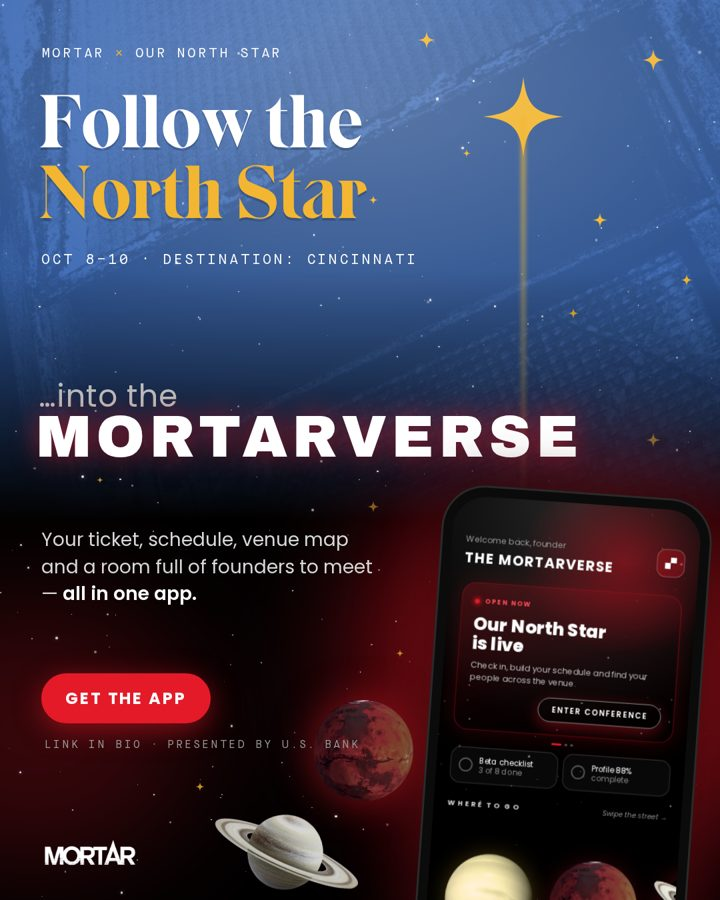 MORTAR × OUR NORTH STAR
Follow the
North Star
OCT 8–10 · DESTINATION: CINCINNATI
…into the
MORTARVERSE
Your ticket, schedule, venue map
and a room full of founders to meet
— all in one app.
GET THE APP
LINK IN BIO · PRESENTED BY U.S. BANK
MORTAR
Welcome back, founder
THE MORTARVERSE
OPEN NOW
Our North Star
is live
Check in, build your schedule and find your
people across the venue.
ENTER CONFERENCE
Beta checklist
3 of 8 done
Profile 88%
complete
WHERE TO GO
Swipe the street →